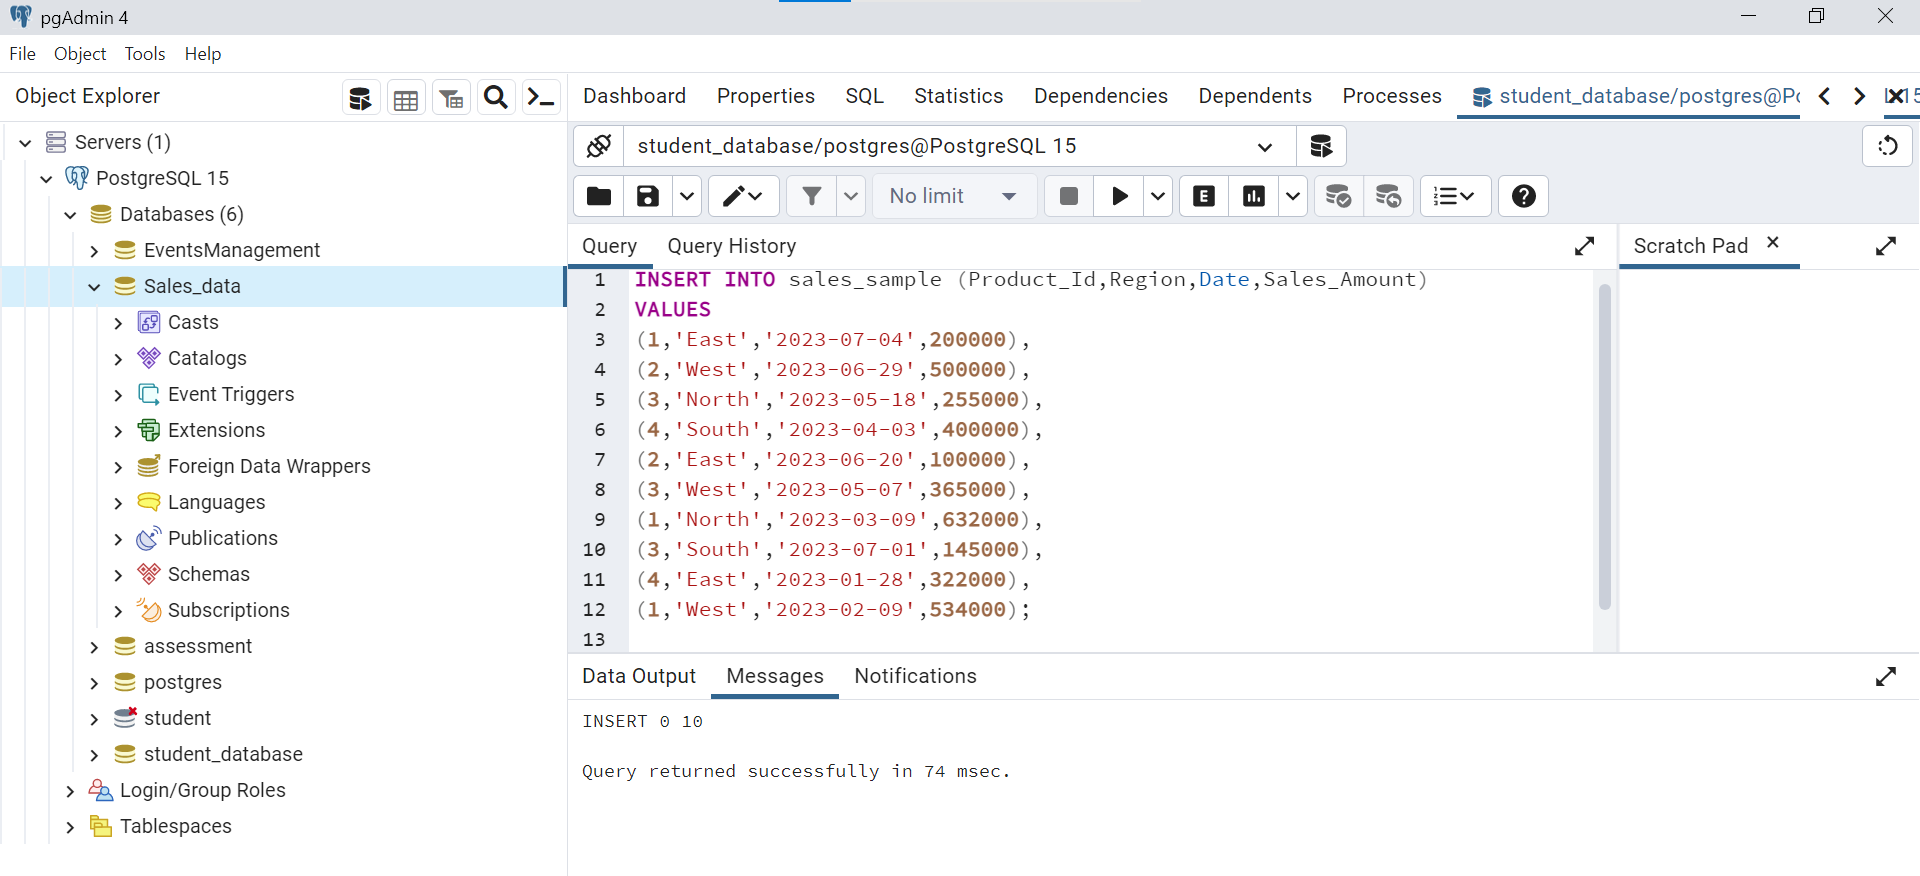 pgAdmin 4
File Object Tools Help
Object Explorer
Servers (1)
PostgreSQL 15
Databases (6)
EventsManagement
Sales_data
Casts
Catalogs
Event Triggers
Extensions
Foreign Data Wrappers
Languages
Publications
Schemas
Subscriptions
assessment
postgres
student
student_database
Login/Group Roles
Tablespaces
Dashboard Properties SQL Statistics Dependencies Dependents Processes student_database/postgres@P
student_database/postgres@PostgreSQL 15
No limit
E
Query Query History
Scratch Pad
1 INSERT INTO sales_sample (Product_Id,Region,Date,Sales_Amount)
2 VALUES
3 (1,'East','2023-07-04',200000),
4 (2,'West','2023-06-29',500000),
5 (3,'North','2023-05-18',255000),
6 (4,'South','2023-04-03',400000),
7 (2,'East','2023-06-20',100000),
8 (3,'West','2023-05-07',365000),
9 (1,'North','2023-03-09',632000),
10 (3,'South','2023-07-01',145000),
11 (4,'East','2023-01-28',322000),
12 (1,'West','2023-02-09',534000);
13
Data Output Messages Notifications
INSERT 0 10
Query returned successfully in 74 msec.